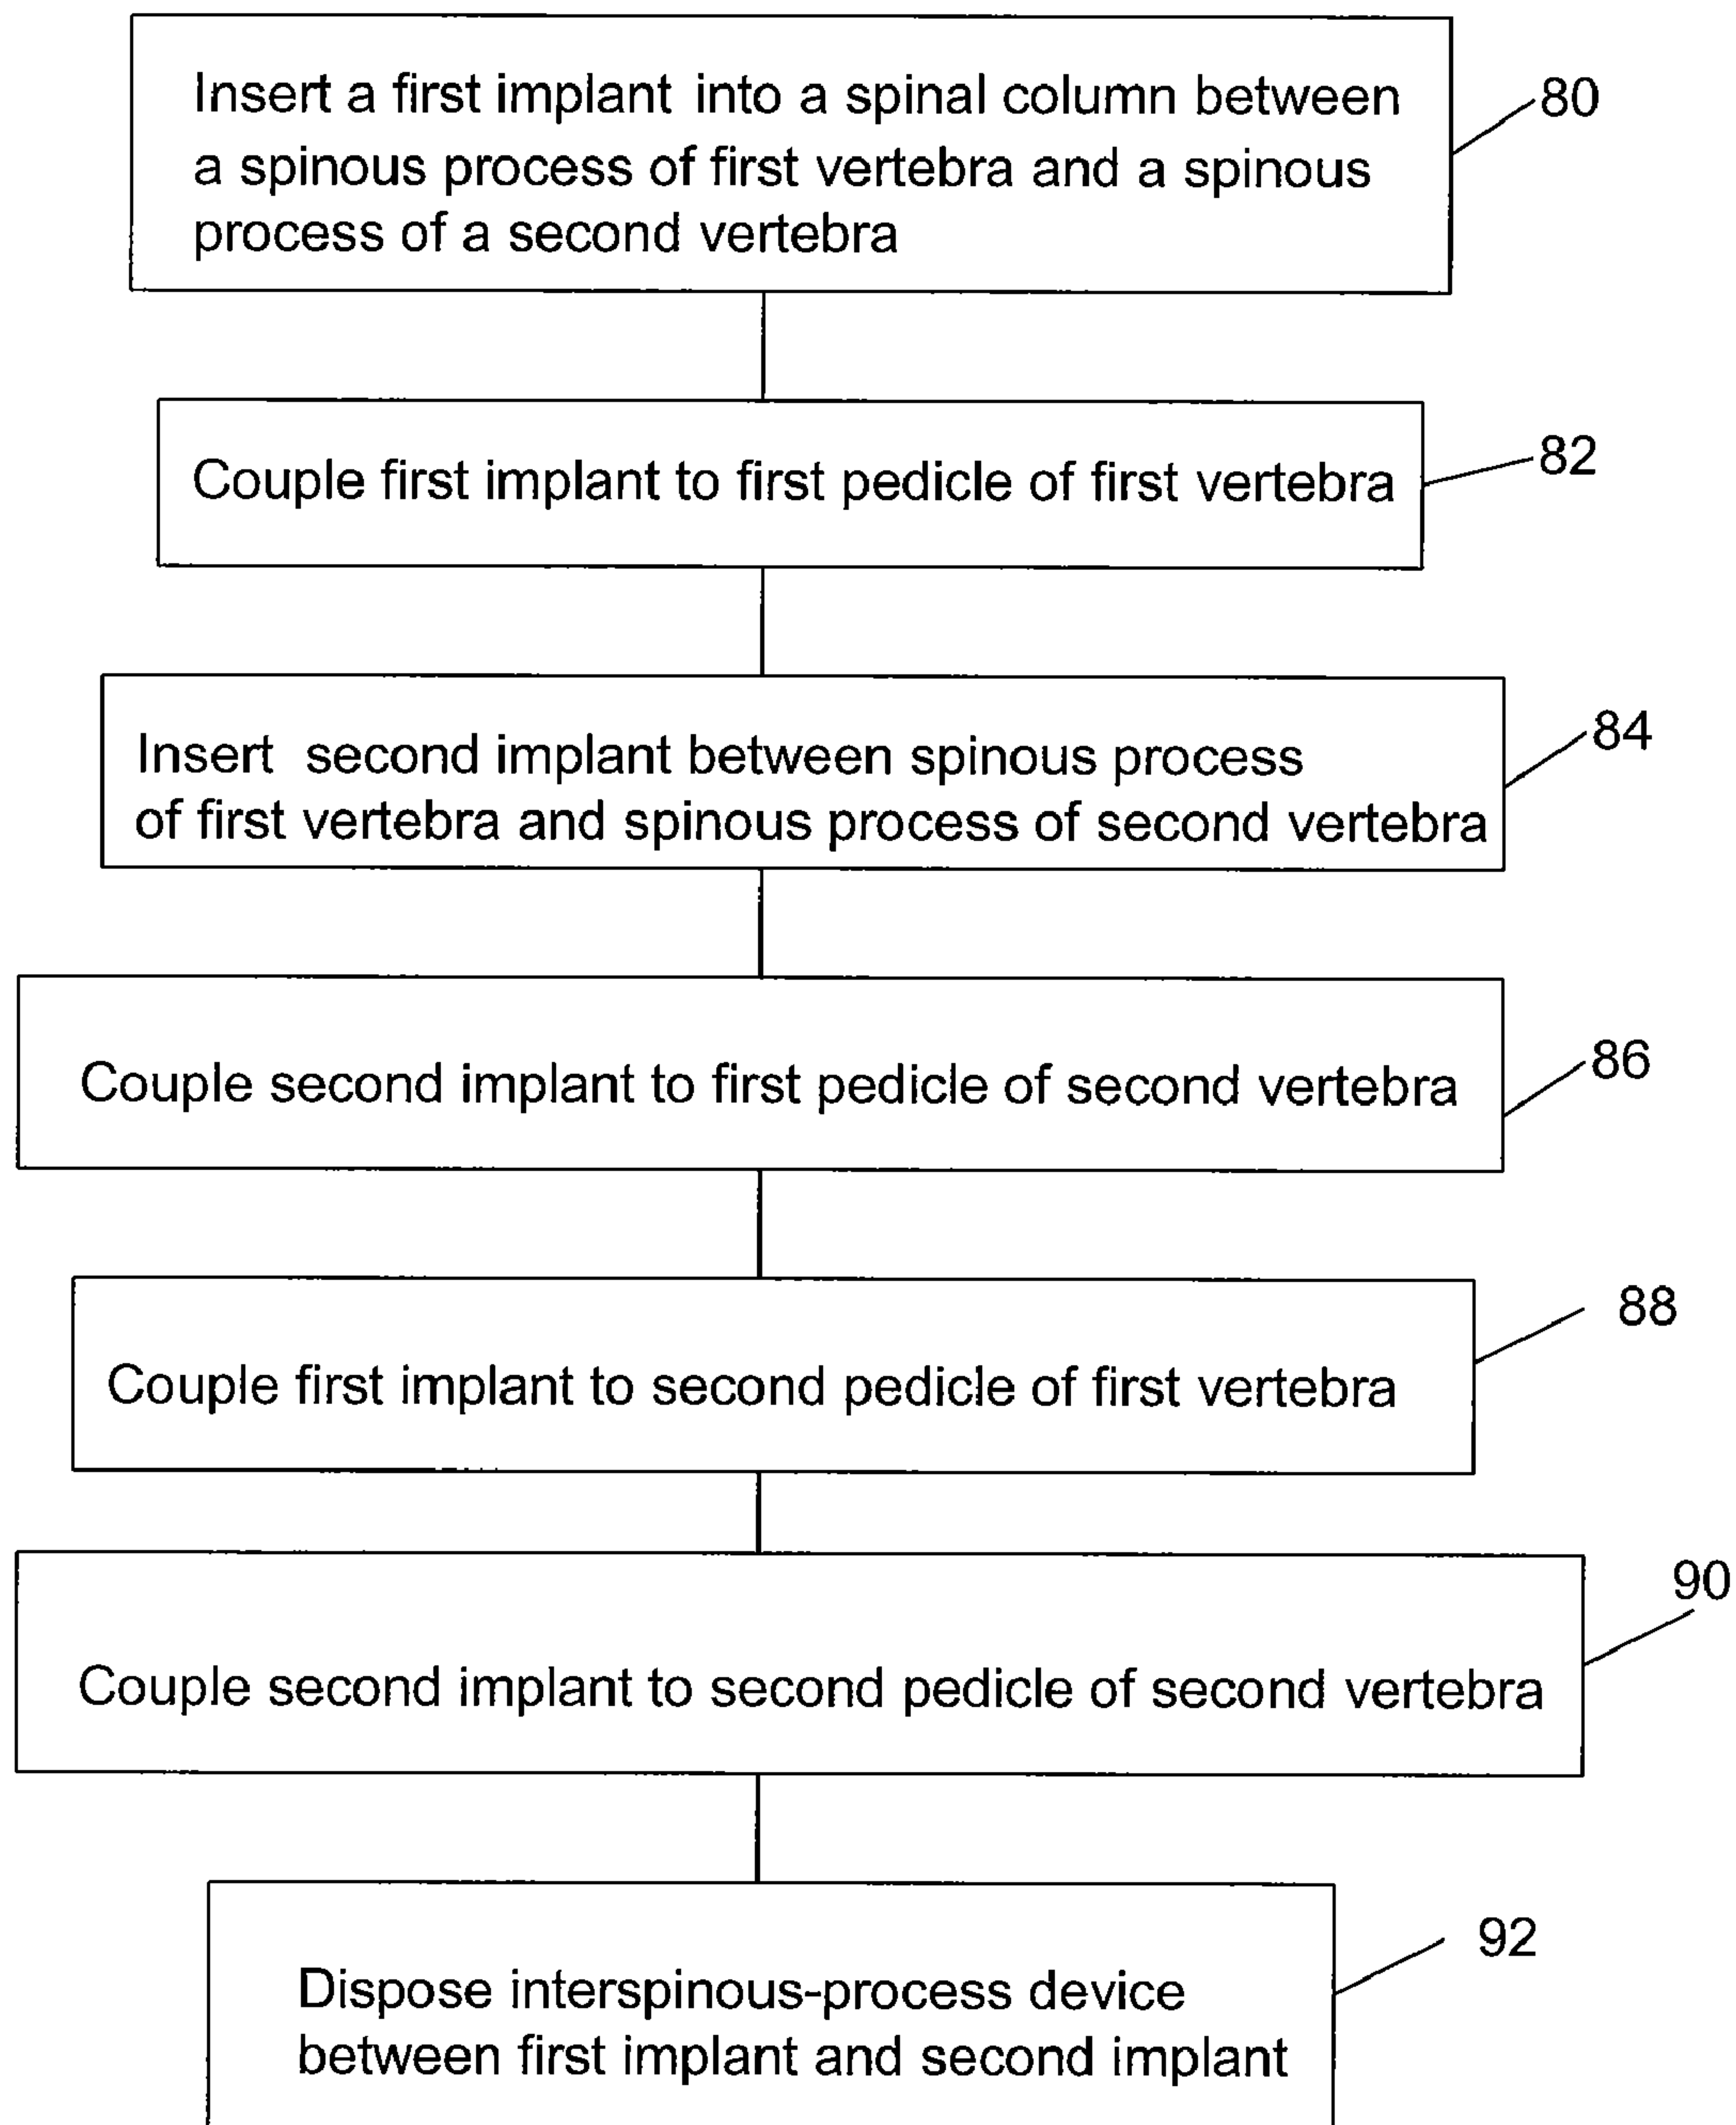 Insert a first implant into a spinal column between
a spinous process of first vertebra and a spinous
process of a second vertebra
80
Couple first implant to first pedicle of first vertebra
82
Insert second implant between spinous process
of first vertebra and spinous process of second vertebra
84
Couple second implant to first pedicle of second vertebra
86
Couple first implant to second pedicle of first vertebra
88
Couple second implant to second pedicle of second vertebra
90
Dispose interspinous-process device
between first implant and second implant
92